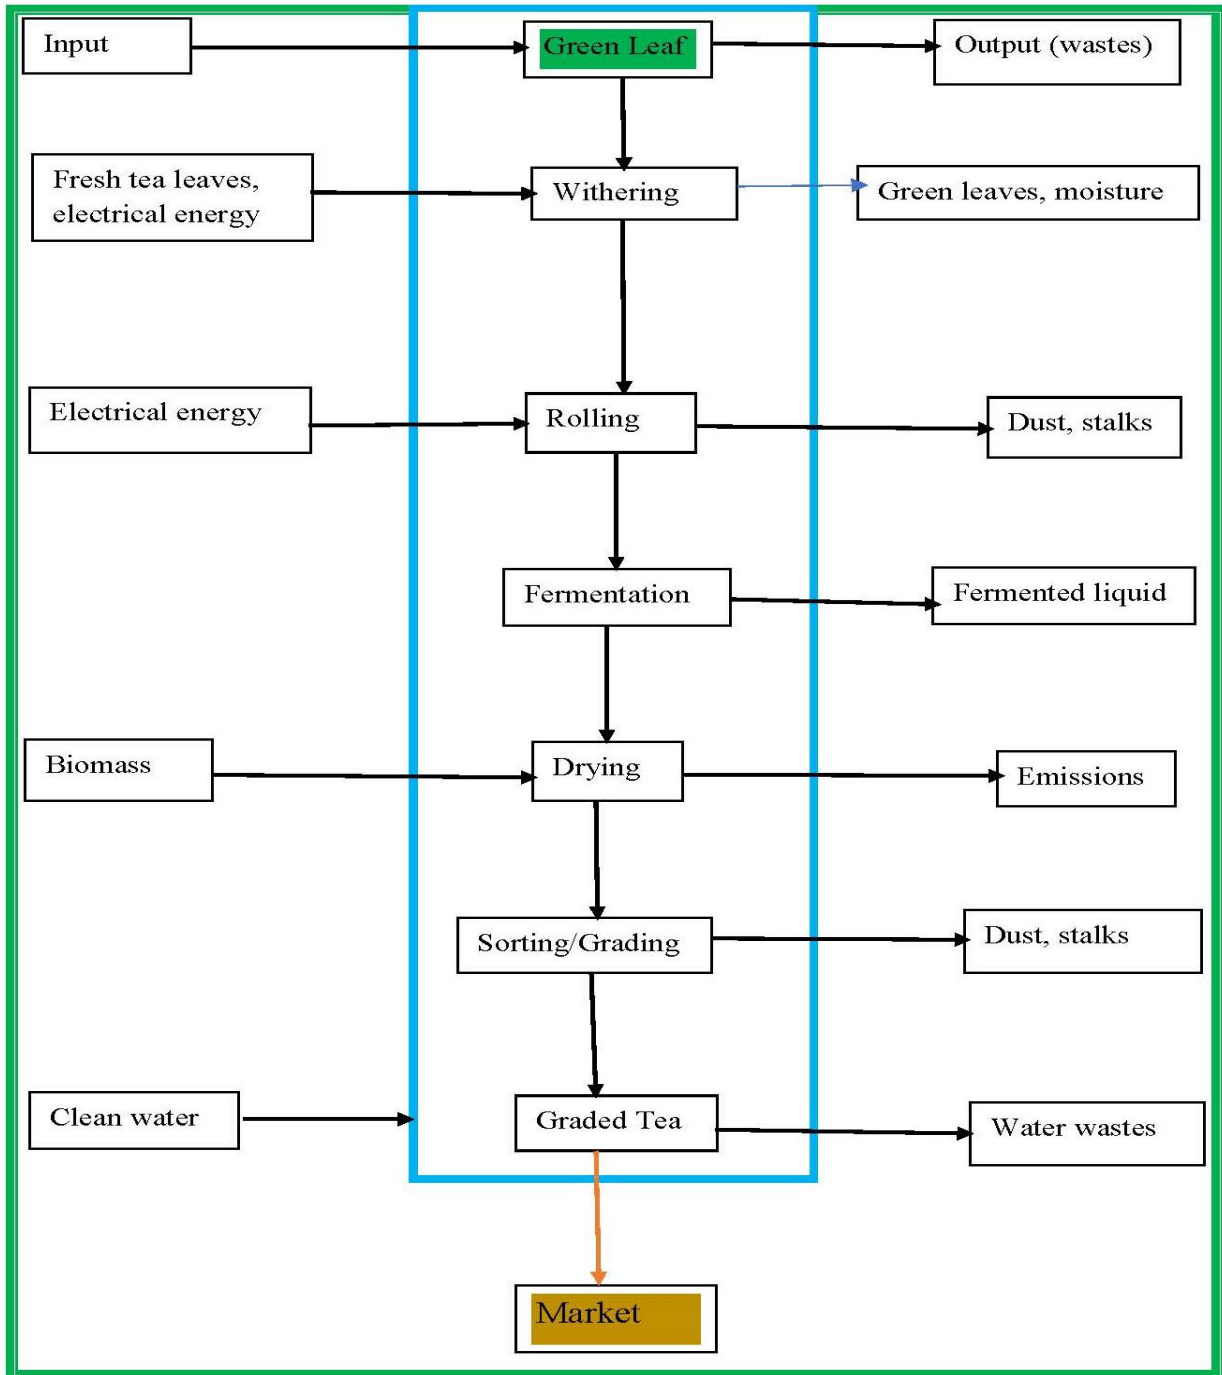 Input
Green Leaf
Output (wastes)
Fresh tea leaves,
electrical energy
Withering
Green leaves, moisture
Electrical energy
Rolling
Dust, stalks
Fermentation
Fermented liquid
Biomass
Drying
Emissions
Sorting/Grading
Dust, stalks
Clean water
Graded Tea
Water wastes
Market